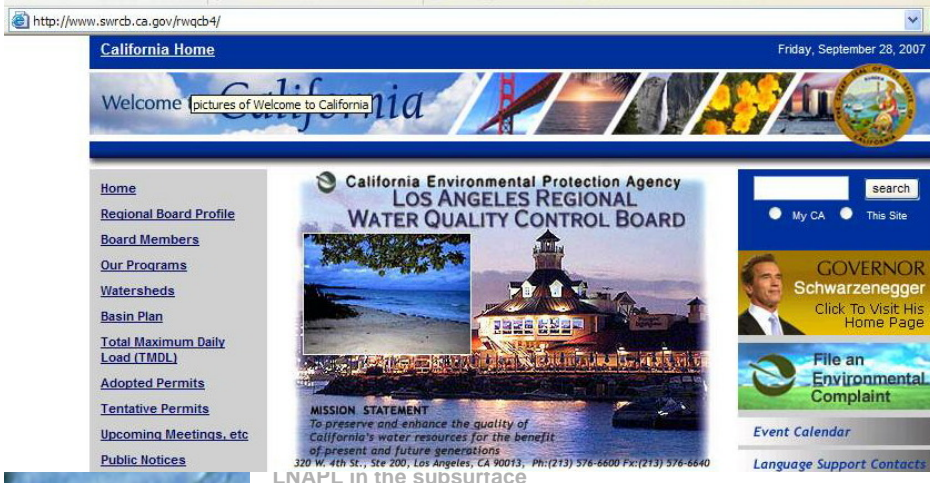 http://www.swrcb.ca.gov/rwqcb4/
California Home
Friday, September 28, 2007
Welcome
pictures of Welcome to California
California
Home
Regional Board Profile
Board Members
Our Programs
Watersheds
Basin Plan
Total Maximum Daily
Load (TMDL)
Adopted Permits
Tentative Permits
Upcoming Meetings, etc
Public Notices
California Environmental Protection Agency
LOS ANGELES REGIONAL
WATER QUALITY CONTROL BOARD
MISSION STATEMENT
To preserve and enhance the quality of
California's water resources for the benefit
of present and future generations
320 W. 4th St., Ste 200, Los Angeles, CA 90013, Ph:(213) 576-6600 Fx:(213) 576-6640
search
My CA
This Site
GOVERNOR
Schwarzenegger
Click To Visit His
Home Page
File an
Environmental
Complaint
Event Calendar
Language Support Contacts
LNAPL in the subsurface